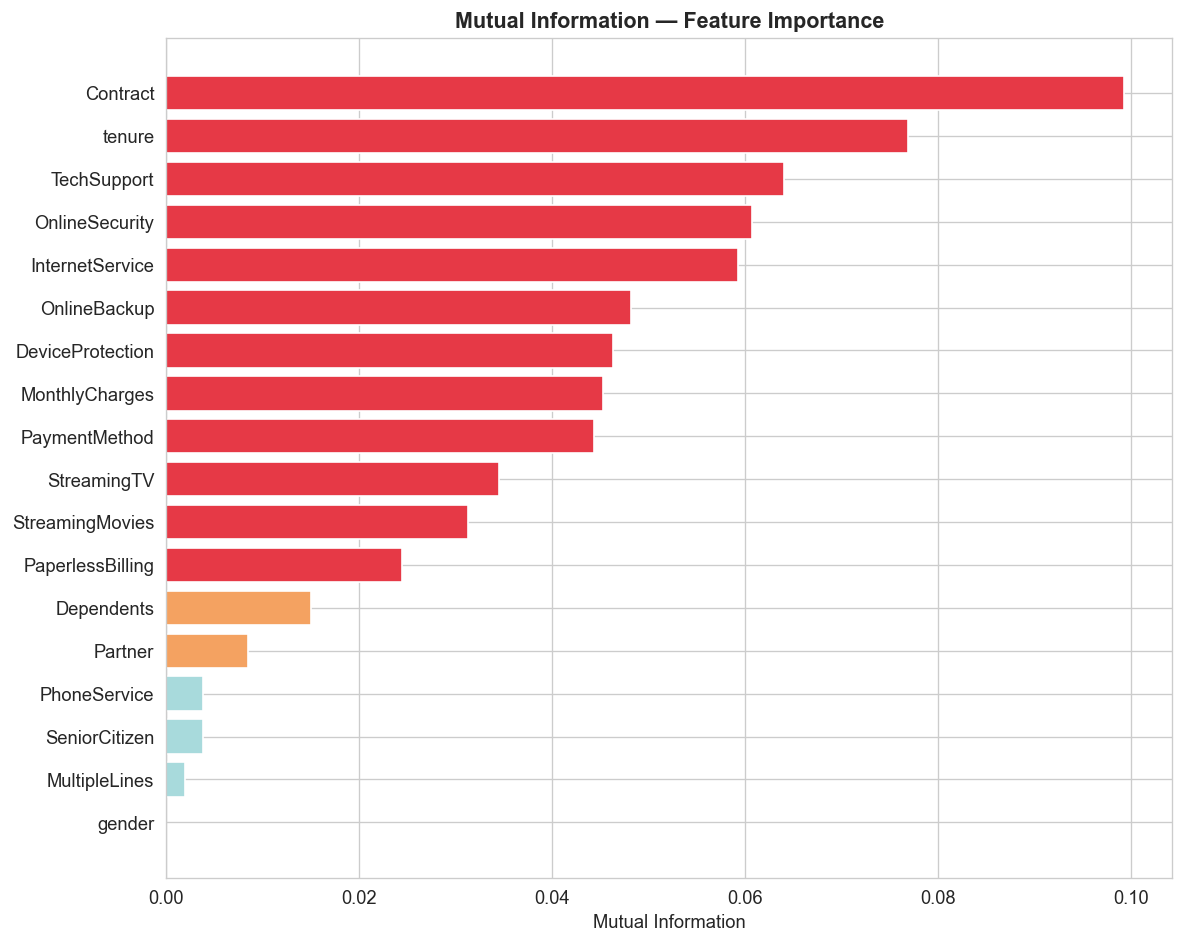 Mutual Information — Feature Importance
Contract
tenure
TechSupport
OnlineSecurity
InternetService
OnlineBackup
DeviceProtection
MonthlyCharges
PaymentMethod
StreamingTV
StreamingMovies
PaperlessBilling
Dependents
Partner
PhoneService
SeniorCitizen
MultipleLines
gender
0.00 0.02 0.04 0.06 0.08 0.10
Mutual Information